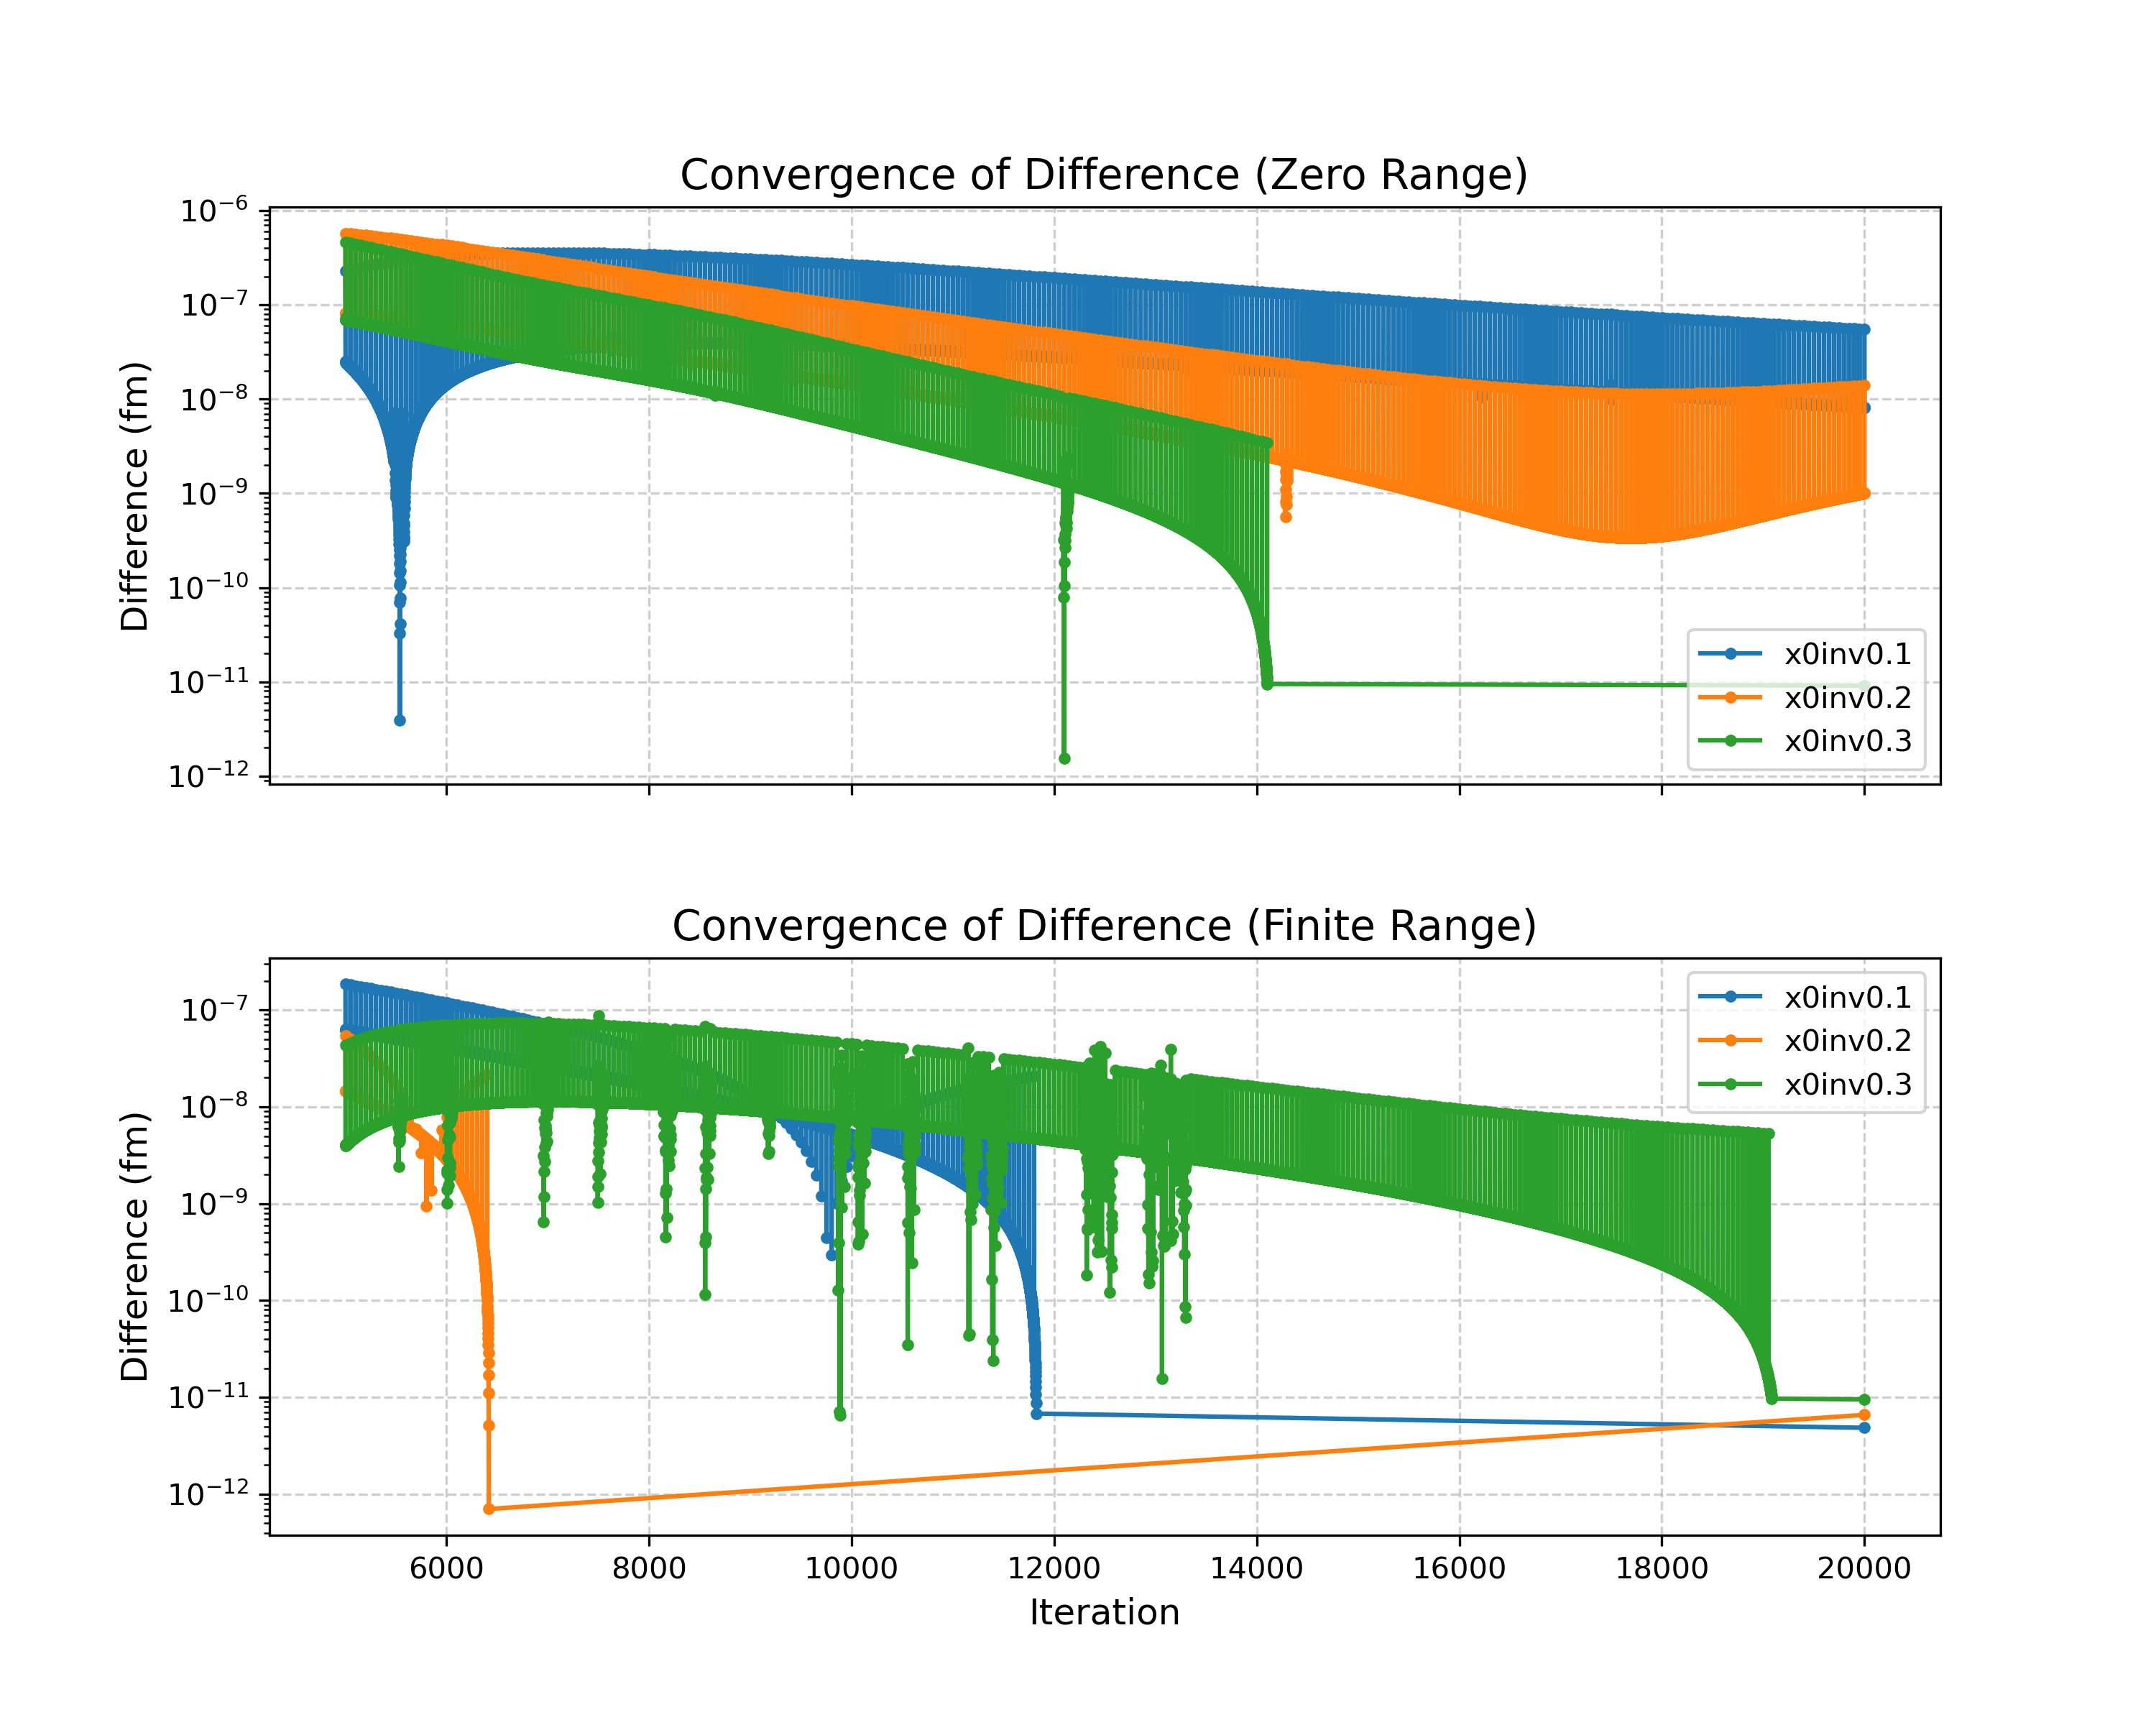 Convergence of Difference (Zero Range)
Difference (fm)
10⁻⁶
10⁻⁷
10⁻⁸
10⁻⁹
10⁻¹⁰
10⁻¹¹
10⁻¹²
x0inv0.1
x0inv0.2
x0inv0.3
Convergence of Difference (Finite Range)
Difference (fm)
10⁻⁷
10⁻⁸
10⁻⁹
10⁻¹⁰
10⁻¹¹
10⁻¹²
x0inv0.1
x0inv0.2
x0inv0.3
6000 8000 10000 12000 14000 16000 18000 20000
Iteration